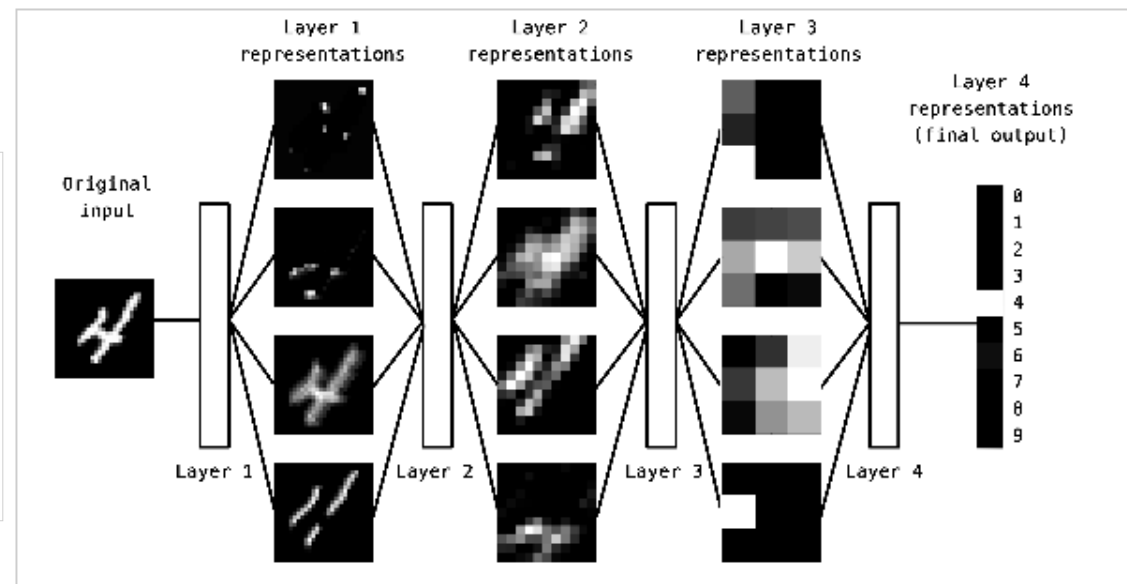 Layer 1
representations
Layer 2
representations
Layer 3
representations
Layer 4
representations
(final output)
Original
input
0
1
2
3
4
5
6
7
8
9
Layer 1
Layer 2
Layer 3
Layer 4